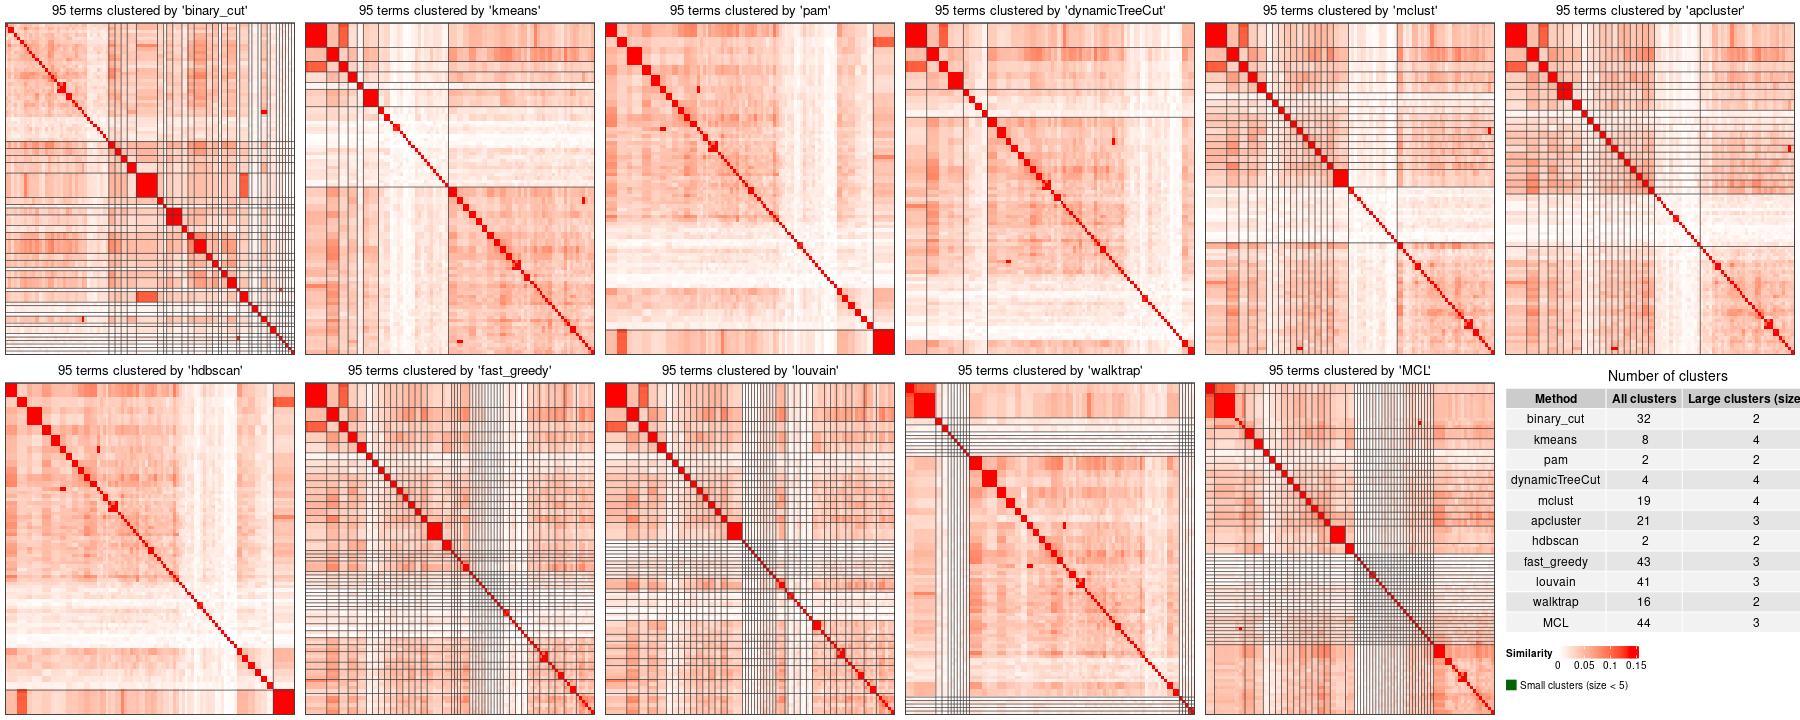 95 terms clustered by 'binary_cut'
95 terms clustered by 'kmeans'
95 terms clustered by 'pam'
95 terms clustered by 'dynamicTreeCut'
95 terms clustered by 'mclust'
95 terms clustered by 'apcluster'
95 terms clustered by 'hdbscan'
95 terms clustered by 'fast_greedy'
95 terms clustered by 'louvain'
95 terms clustered by 'walktrap'
95 terms clustered by 'MCL'
Number of clusters
Method All clusters Large clusters (size
binary_cut 32 2
kmeans 8 4
pam 2 2
dynamicTreeCut 4 4
mclust 19 4
apcluster 21 3
hdbscan 2 2
fast_greedy 43 3
louvain 41 3
walktrap 16 2
MCL 44 3
Similarity
0 0.05 0.1 0.15
Small clusters (size < 5)